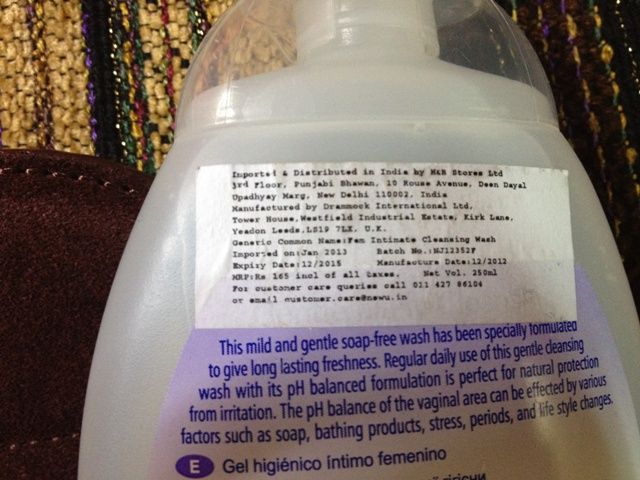 Imported & Distributed in India by M&B Stores Ltd
3rd Floor, Punjabi Bhawan, 10 Rouse Avenue, Deen Dayal
Upadhyay Marg, New Delhi 110002, India
Manufactured by Drammock International Ltd,
Tower House,Westfield Industrial Estate, Kirk Lane,
Yeadon Leeds,LS19 7LX, U.K.
Generic Common Name:Fem Intimate Cleansing Wash
Imported on:Jan 2013 Batch No.:NJ12352F
Expiry Date:12/2015 Manufacture Date:12/2012
MRP:Rs 165 incl of all taxes. Net Vol. 250ml
For customer care queries call 011 427 86104
or email customer.care@newu.in
This mild and gentle soap-free wash has been specially formulated
to give long lasting freshness. Regular daily use of this gentle cleansing
wash with its pH balanced formulation is perfect for natural protection
from irritation. The pH balance of the vaginal area can be effected by various
factors such as soap, bathing products, stress, periods, and life style changes.
E Gel higiénico íntimo femenino